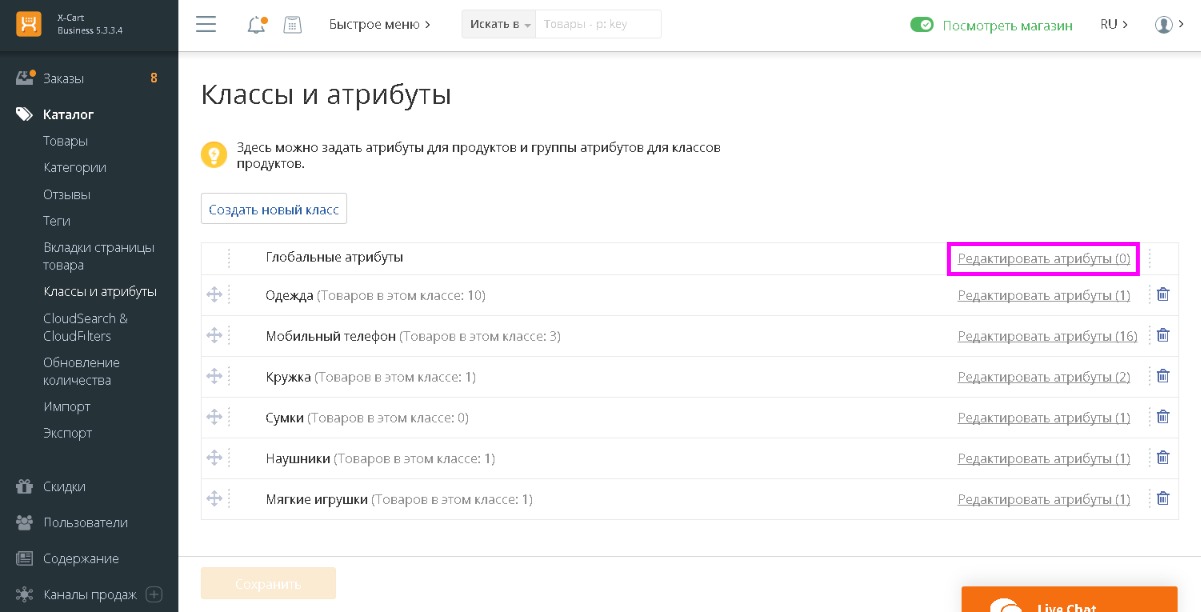 X-Cart
Business 5.3.3.4
Быстрое меню
Искать в
Товары - p: key
Посмотреть магазин
RU
Заказы 8
Каталог
Товары
Категории
Отзывы
Теги
Вкладки страницы
товара
Классы и атрибуты
CloudSearch &
CloudFilters
Обновление
количества
Импорт
Экспорт
Скидки
Пользователи
Содержание
Каналы продаж
Классы и атрибуты
Здесь можно задать атрибуты для продуктов и группы атрибутов для классов
продуктов.
Создать новый класс
Глобальные атрибуты Редактировать атрибуты (0)
Одежда (Товаров в этом классе: 10) Редактировать атрибуты (1)
Мобильный телефон (Товаров в этом классе: 3) Редактировать атрибуты (16)
Кружка (Товаров в этом классе: 1) Редактировать атрибуты (2)
Сумки (Товаров в этом классе: 0) Редактировать атрибуты (1)
Наушники (Товаров в этом классе: 1) Редактировать атрибуты (1)
Мягкие игрушки (Товаров в этом классе: 1) Редактировать атрибуты (1)
Сохранить
Live Chat